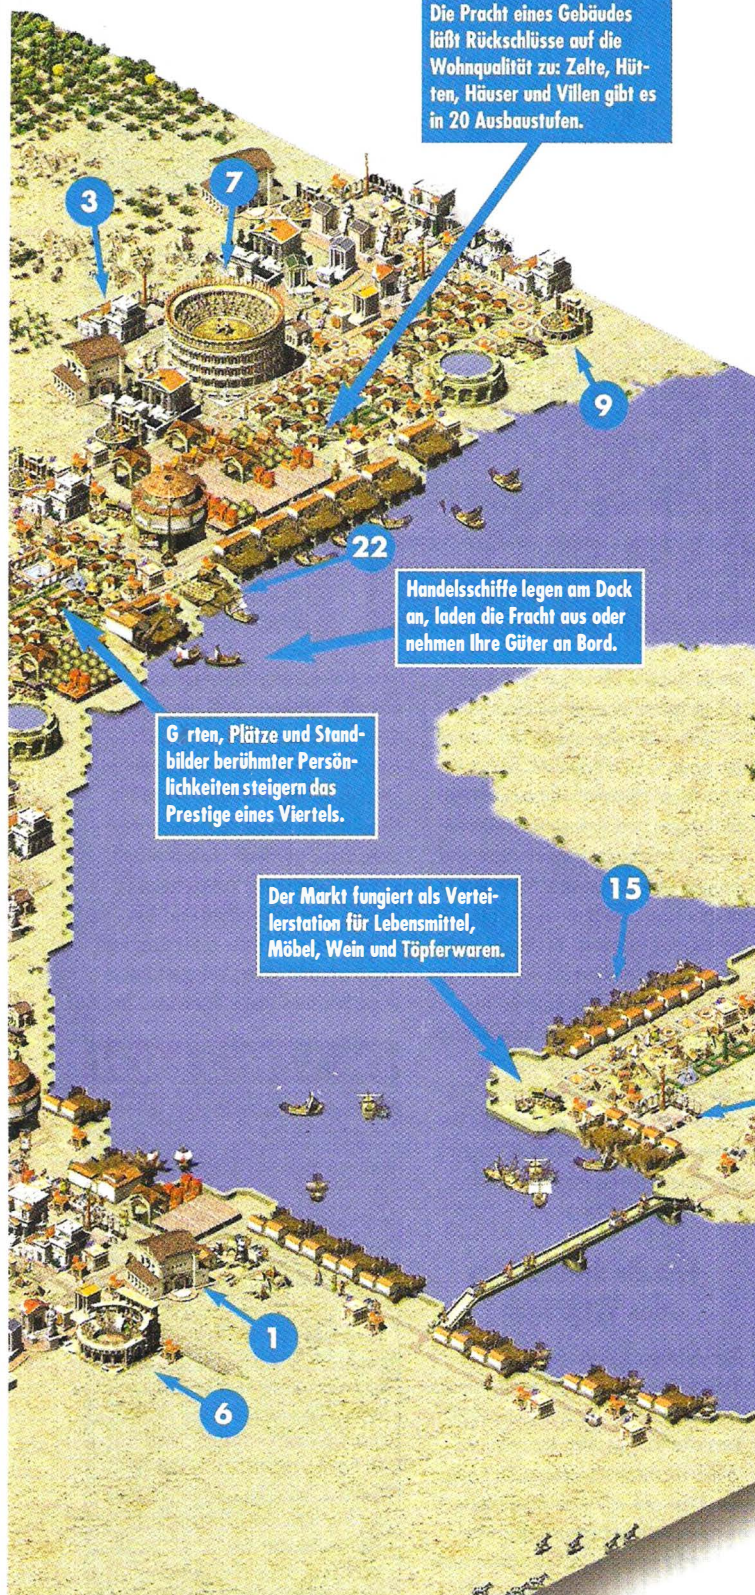 Die Pracht eines Gebäudes
läßt Rückschlüsse auf die
Wohnqualität zu: Zelte, Hüt-
ten, Häuser und Villen gibt es
in 20 Ausbaustufen.
3
7
9
22
Handelsschiffe legen am Dock
an, laden die Fracht aus oder
nehmen Ihre Güter an Bord.
G rten, Plätze und Stand-
bilder berühmter Persön-
lichkeiten steigern das
Prestige eines Viertels.
Der Markt fungiert als Vertei-
lerstation für Lebensmittel,
Möbel, Wein und Töpferwaren.
15
1
6